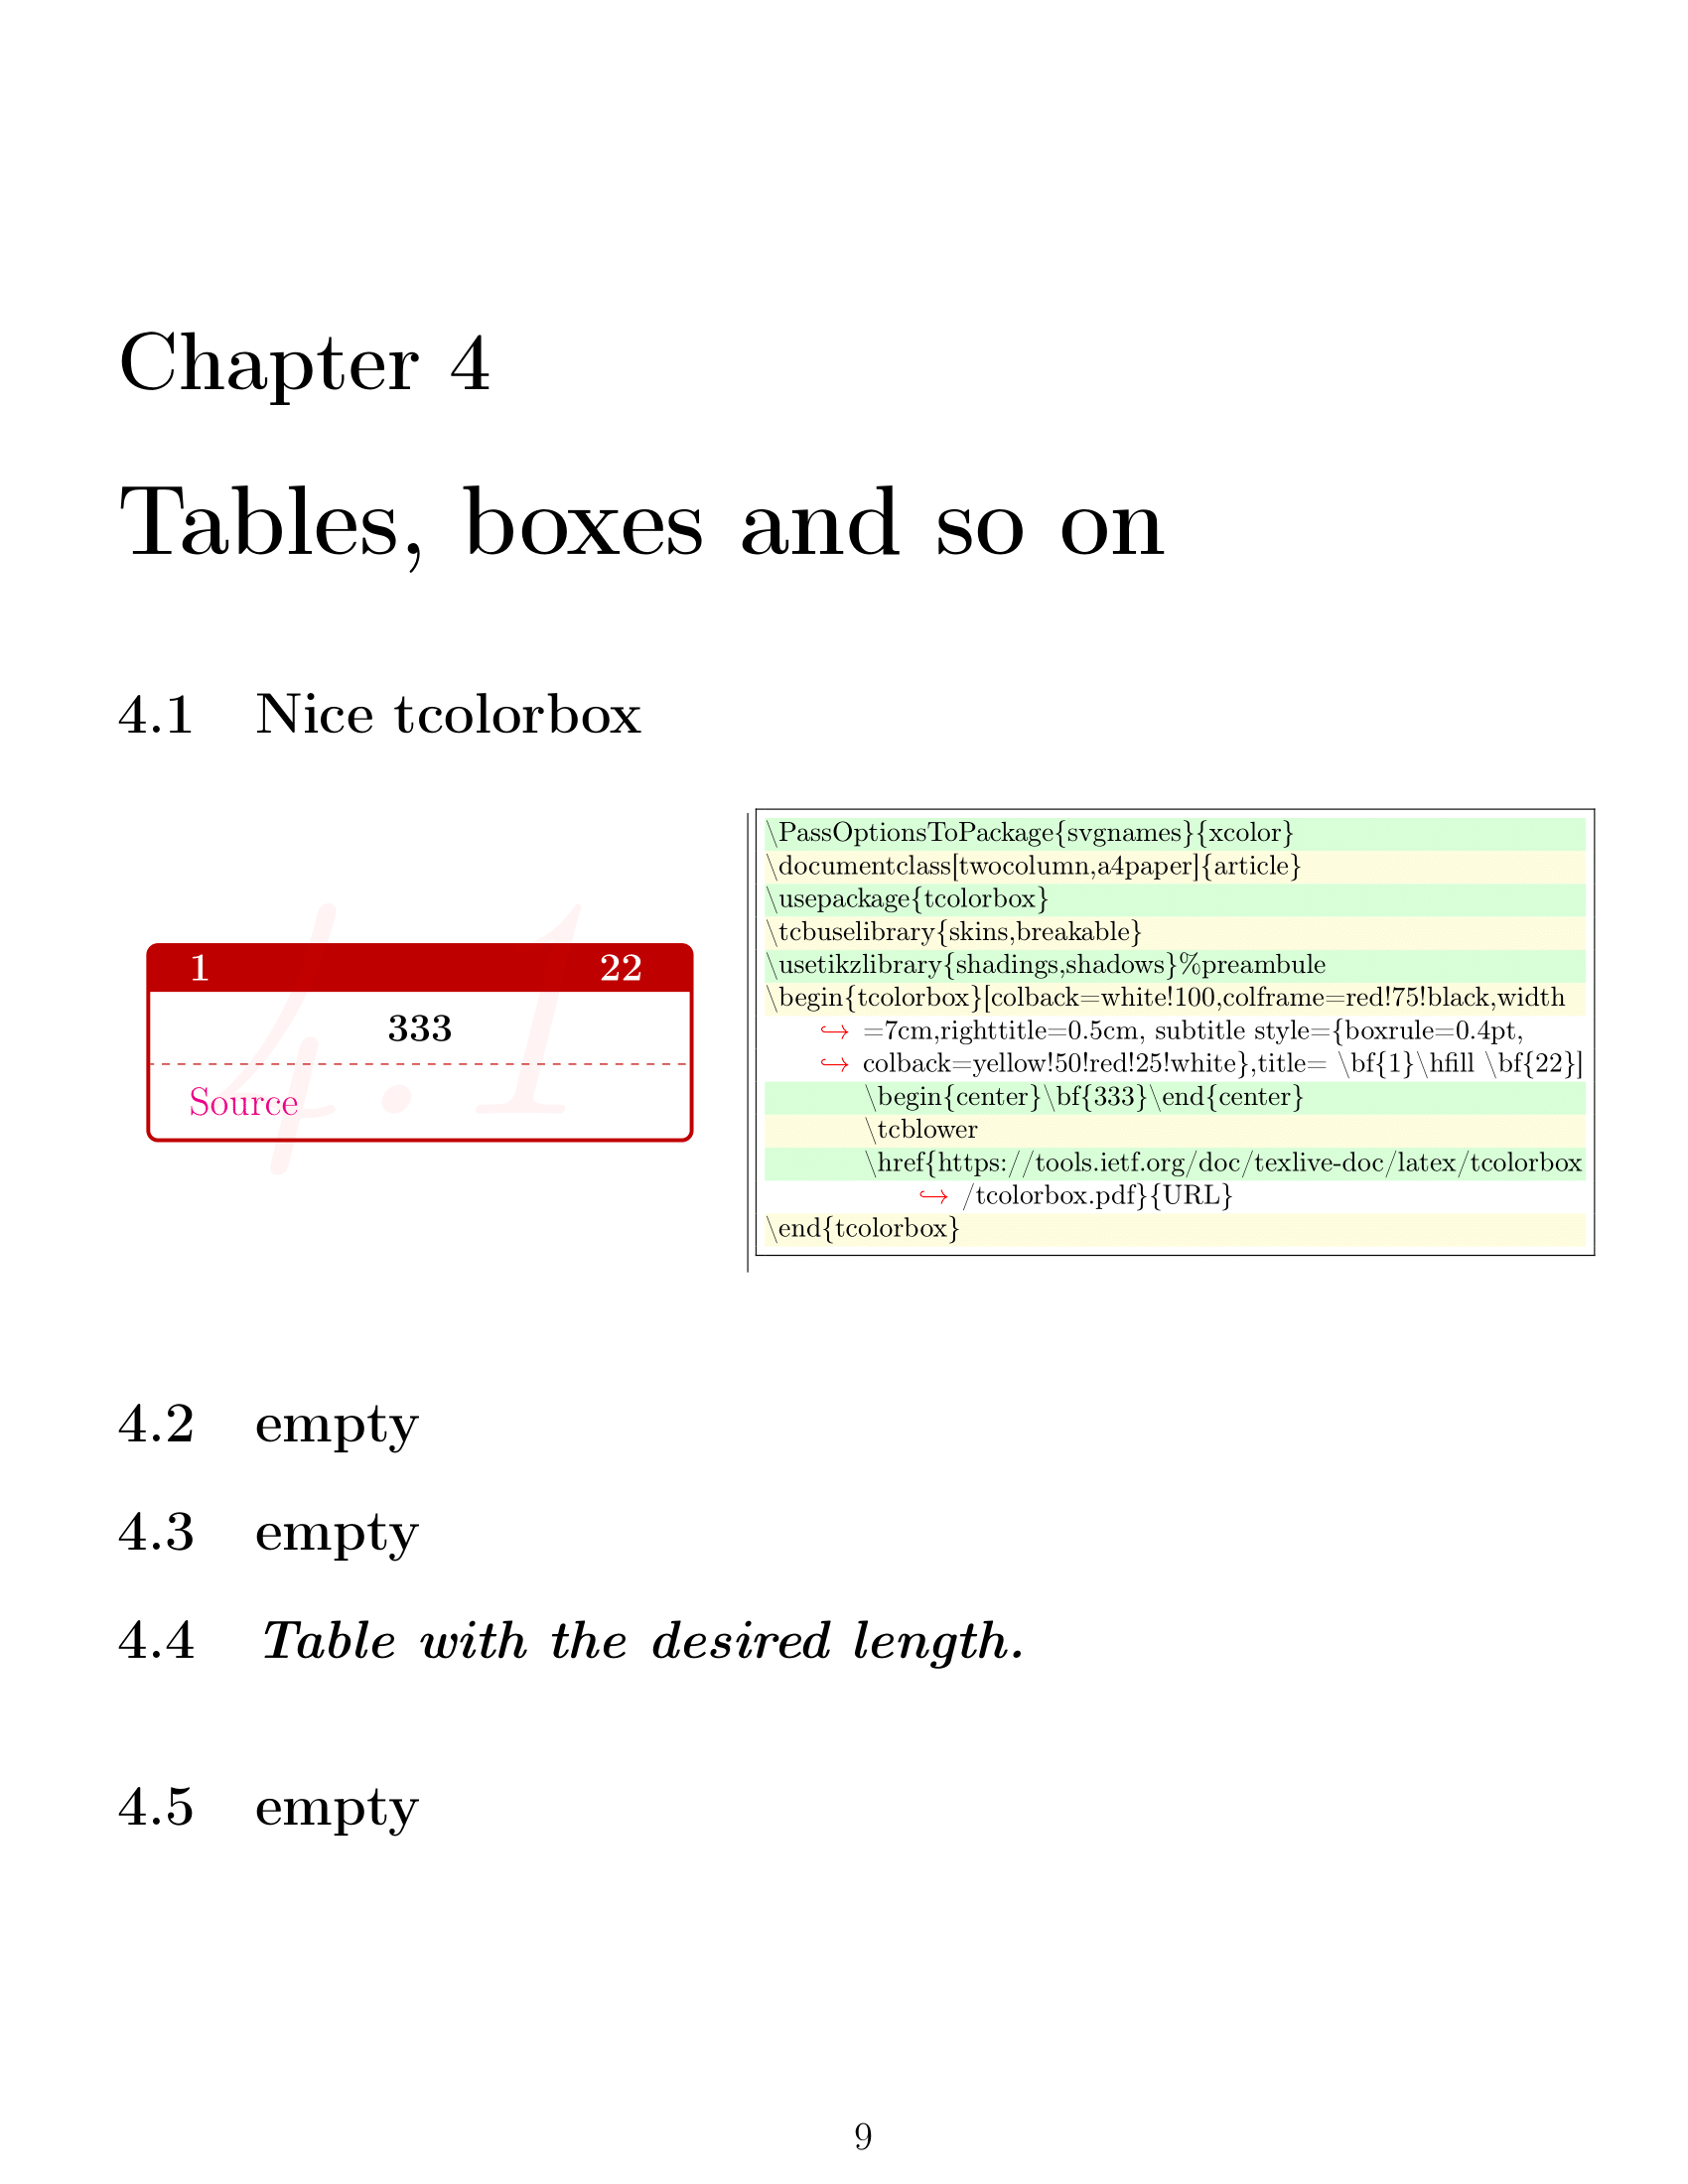 Chapter 4
Tables, boxes and so on
4.1 Nice tcolorbox
4.1
1 22
333
Source
\PassOptionsToPackage{svgnames}{xcolor}
\documentclass[twocolumn,a4paper]{article}
\usepackage{tcolorbox}
\tcbuselibrary{skins,breakable}
\usetikzlibrary{shadings,shadows}%preambule
\begin{tcolorbox}[colback=white!100,colframe=red!75!black,width
↪ =7cm,righttitle=0.5cm, subtitle style={boxrule=0.4pt,
↪ colback=yellow!50!red!25!white},title= \bf{1}\hfill \bf{22}]
\begin{center}\bf{333}\end{center}
\tcblower
\href{https://tools.ietf.org/doc/texlive-doc/latex/tcolorbox
↪ /tcolorbox.pdf}{URL}
\end{tcolorbox}
4.2 empty
4.3 empty
4.4 Table with the desired length.
4.5 empty
9